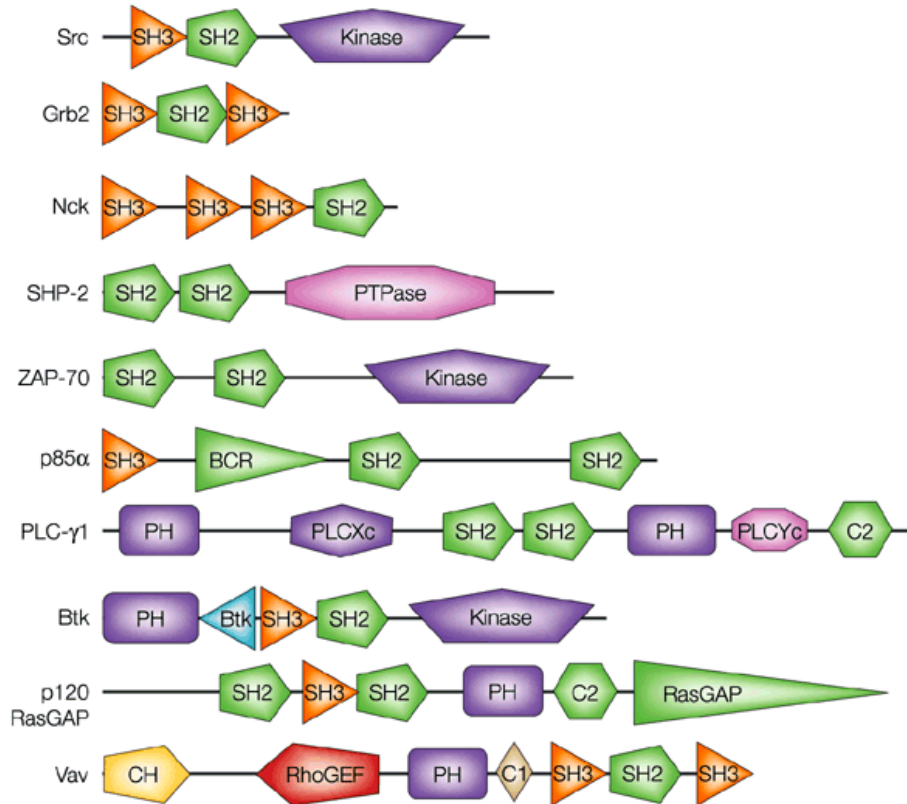 Src SH3 SH2 Kinase
Grb2 SH3 SH2 SH3
Nck SH3 SH3 SH3 SH2
SHP-2 SH2 SH2 PTPase
ZAP-70 SH2 SH2 Kinase
p85α SH3 BCR SH2 SH2
PLC-γ1 PH PLCXc SH2 SH2 PH PLCYc C2
Btk PH Btk SH3 SH2 Kinase
p120 SH2 SH3 SH2 PH C2 RasGAP
RasGAP
Vav CH RhoGEF PH C1 SH3 SH2 SH3